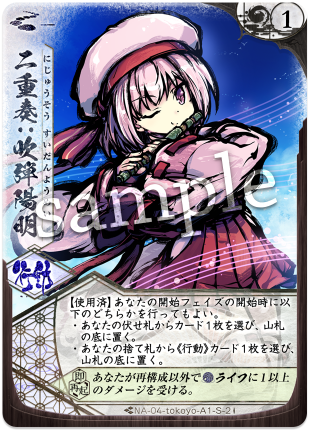 1
二重奏:吹弾陽明
にじゅうそう すいだんよう
sample
行動
【使用済】あなたの開始フェイズの開始時に以
下のどちらかを行ってもよい。
・あなたの伏せ札からカード1枚を選び、山札
の底に置く。
・あなたの捨て札から《行動》カード1枚を選
び、山札の底に置く。
即再起 あなたが再構成以外でライフに1以上
のダメージを受ける。
NA-04-tokoyo-A1-S-2